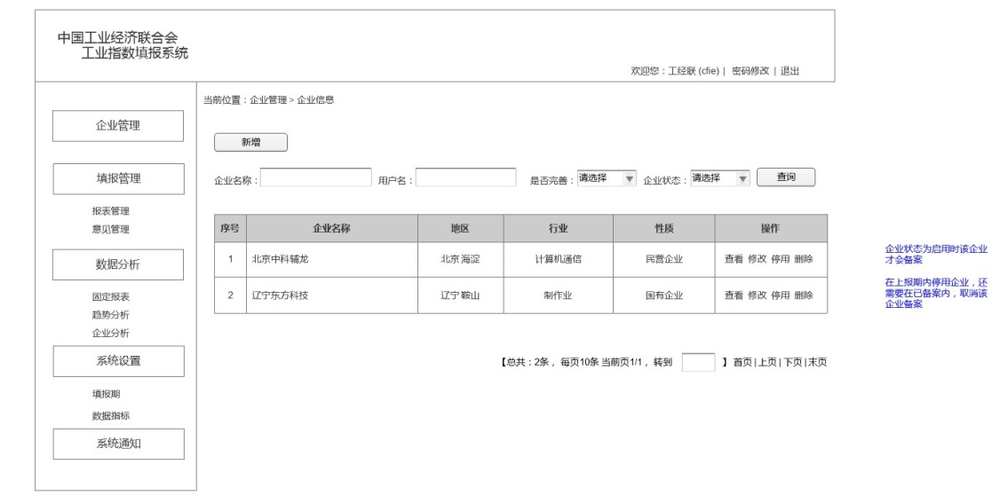 中国工业经济联合会
工业指数填报系统
欢迎您：工经联 (cfie) | 密码修改 | 退出
当前位置：企业管理 > 企业信息
企业管理
填报管理
报表管理
意见管理
数据分析
固定报表
趋势分析
企业分析
系统设置
填报期
数据指标
系统通知
新增
企业名称： 用户名： 是否完善：请选择 企业状态：请选择 查询
序号 企业名称 地区 行业 性质 操作
1 北京中科辅龙 北京 海淀 计算机通信 民营企业 查看 修改 停用 删除
2 辽宁东方科技 辽宁 鞍山 制作业 国有企业 查看 修改 停用 删除
【总共：2条，每页10条 当前页1/1，转到 】首页 | 上页 | 下页 | 末页
企业状态为启用时该企业
才会备案
在上报期内停用企业，还
需要在已备案内，取消该
企业备案